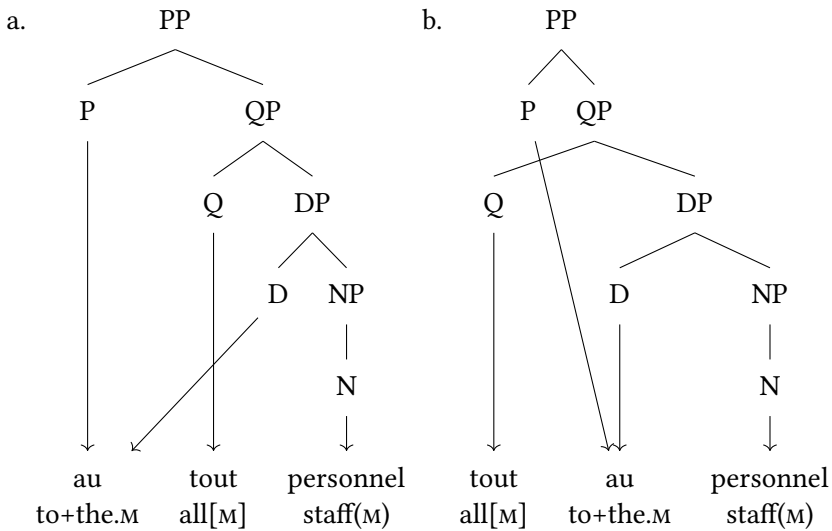 a. PP b. PP
P QP P QP
Q DP Q DP
D NP D NP
N N
au tout personnel tout au personnel
to+the.ᴍ all[ᴍ] staff(ᴍ) all[ᴍ] to+the.ᴍ staff(ᴍ)